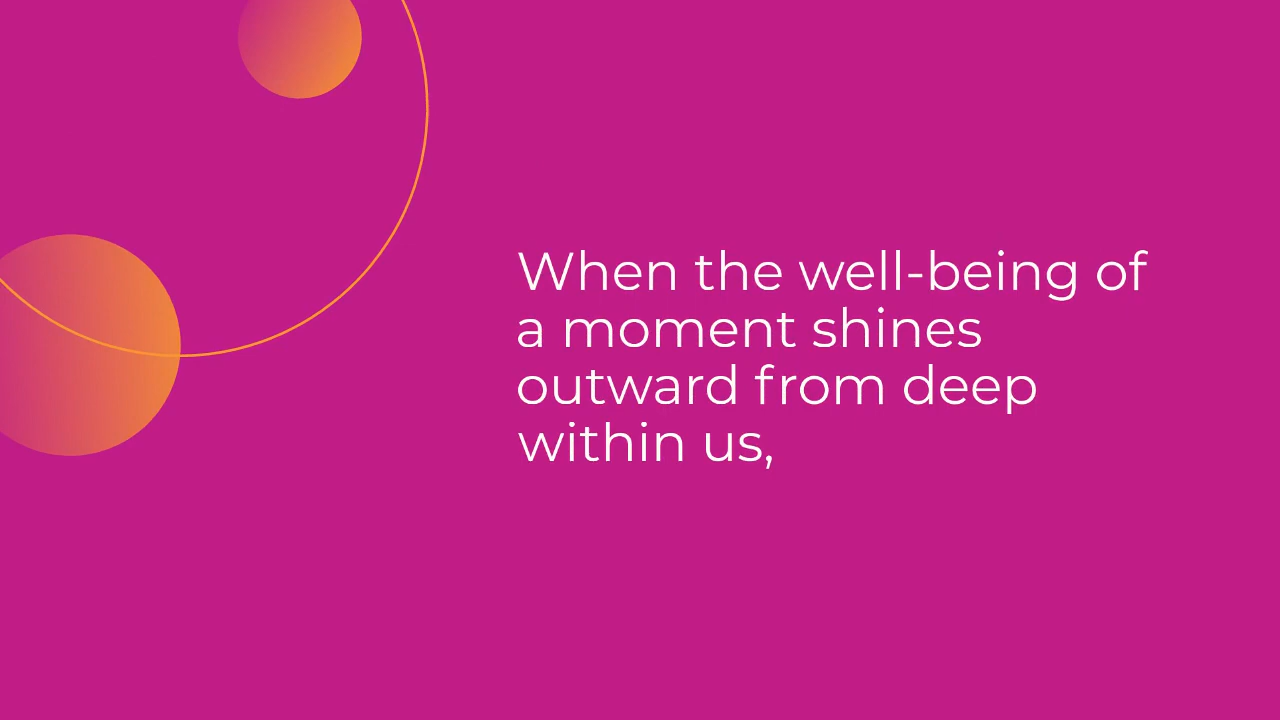 When the well-being of
a moment shines
outward from deep
within us,